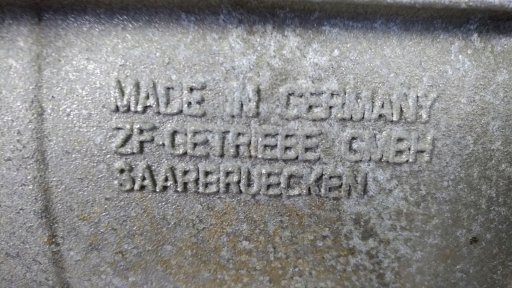 MADE IN GERMANY
ZF-GETRIEBE GMBH
SAARBRUECKEN